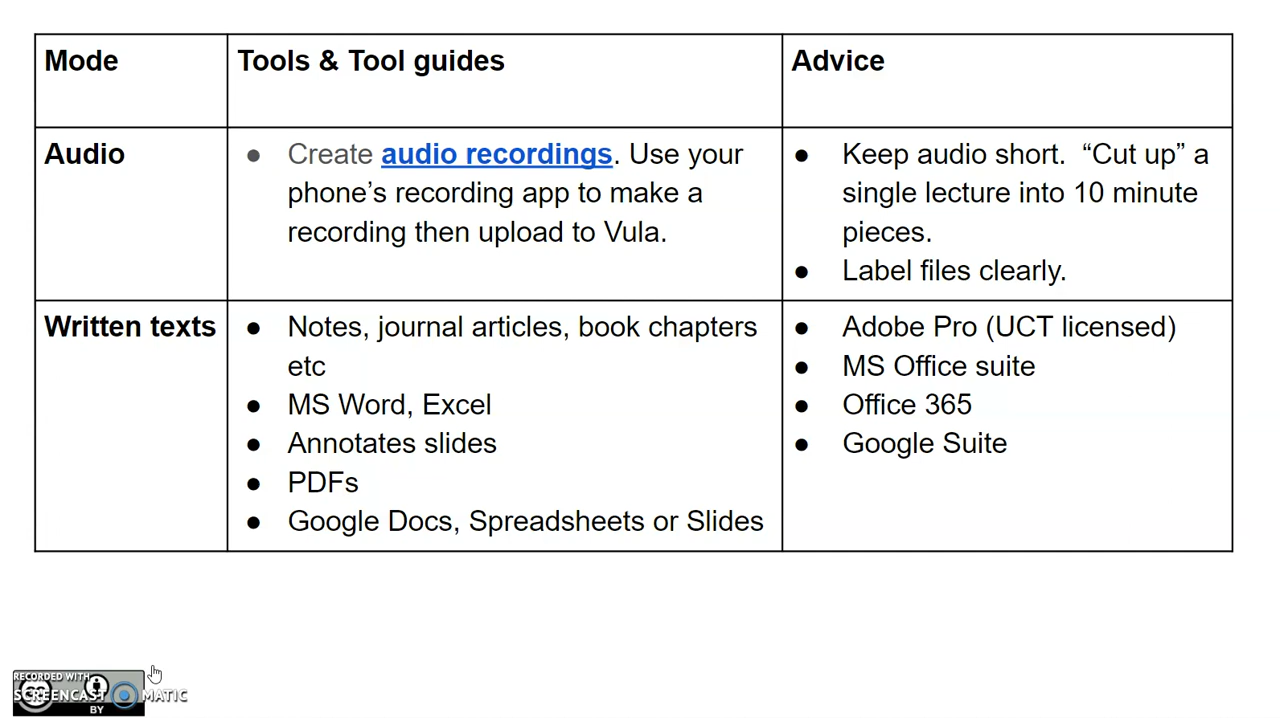 Mode
Tools & Tool guides
Advice
Audio
● Create audio recordings. Use your
phone’s recording app to make a
recording then upload to Vula.
● Keep audio short.  “Cut up” a
single lecture into 10 minute
pieces.
● Label files clearly.
Written texts
● Notes, journal articles, book chapters
etc
● MS Word, Excel
● Annotates slides
● PDFs
● Google Docs, Spreadsheets or Slides
● Adobe Pro (UCT licensed)
● MS Office suite
● Office 365
● Google Suite
RECORDED WITH
SCREENCAST MATIC
BY